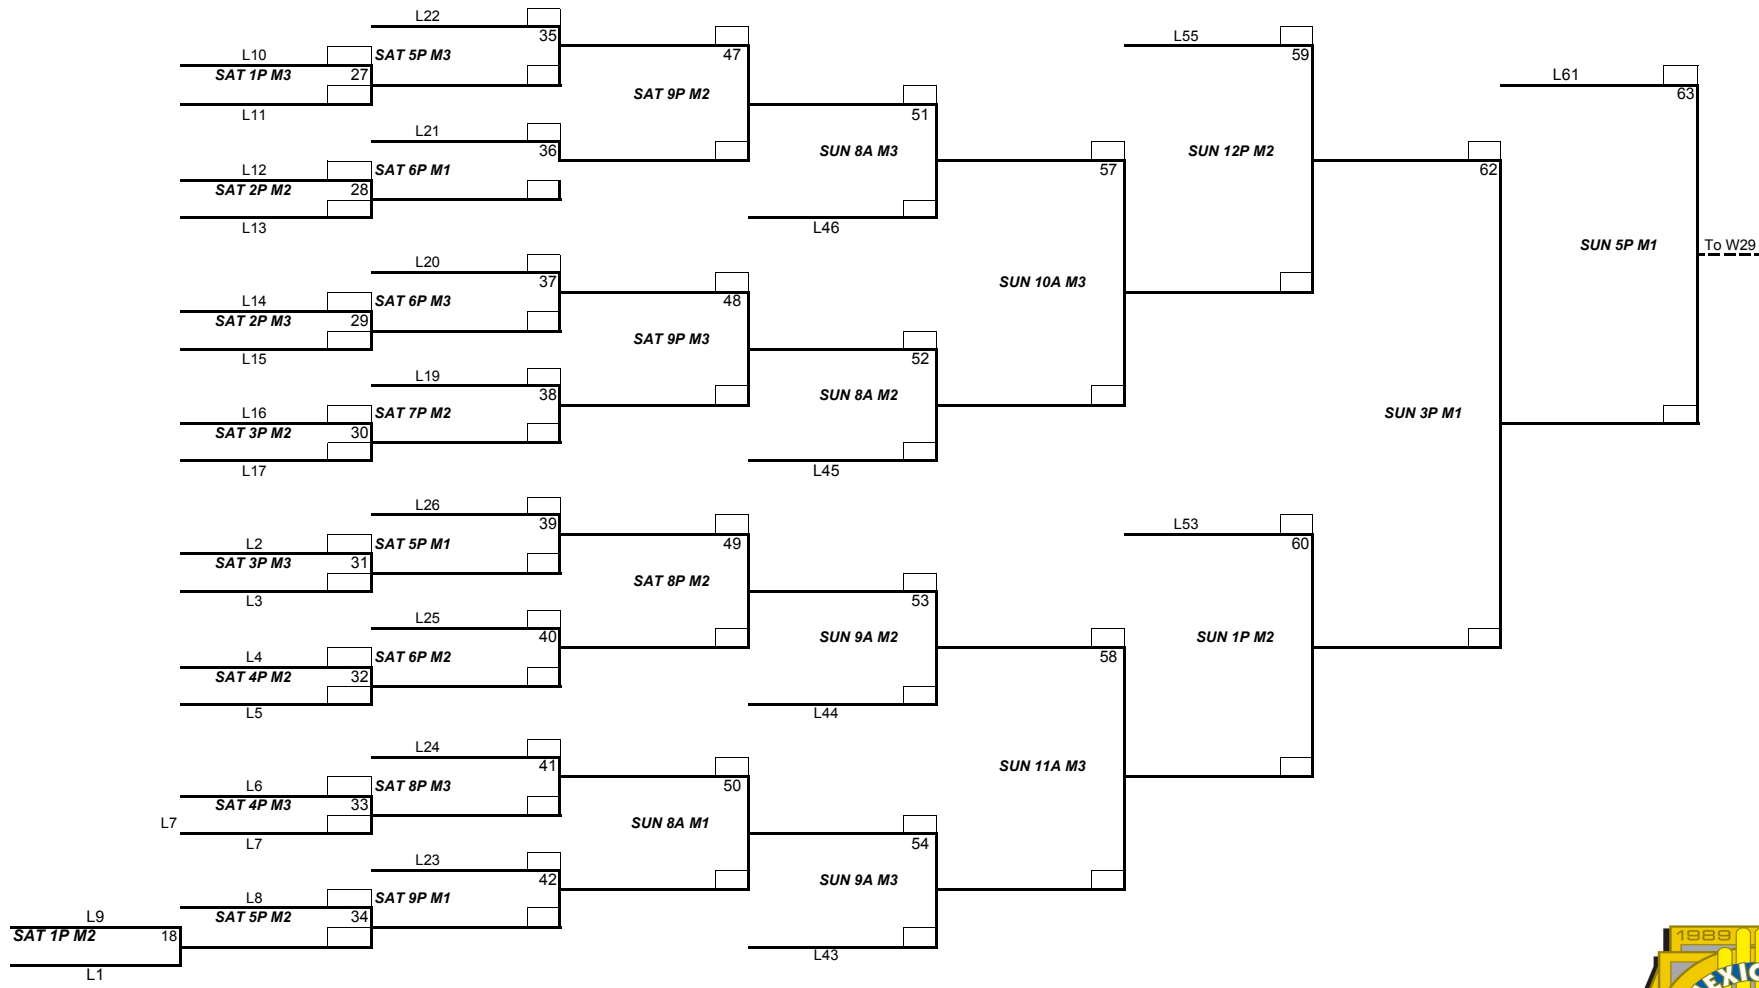 L22
35
L10
SAT 5P M3
SAT 1P M3
27
L11
47
SAT 9P M2
L55
59
L61
63
L21
36
51
L12
SAT 6P M1
SAT 2P M2
28
L13
SUN 8A M3
57
SUN 12P M2
62
L46
SUN 5P M1
To W29
L20
37
L14
SAT 6P M3
SAT 2P M3
29
L15
48
SAT 9P M3
SUN 10A M3
L19
38
52
L16
SAT 7P M2
SAT 3P M2
30
L17
SUN 8A M2
L45
SUN 3P M1
L26
39
L2
SAT 5P M1
SAT 3P M3
31
L3
49
SAT 8P M2
L53
60
L25
40
53
L4
SAT 6P M2
SAT 4P M2
32
L5
SUN 9A M2
58
SUN 1P M2
L44
L24
41
L6
SAT 8P M3
SAT 4P M3
33
L7
L7
50
SUN 8A M1
SUN 11A M3
L23
42
54
L8
SAT 9P M1
SAT 5P M2
34
SUN 9A M3
L9
SAT 1P M2
18
L1
L43
1989
EXIC